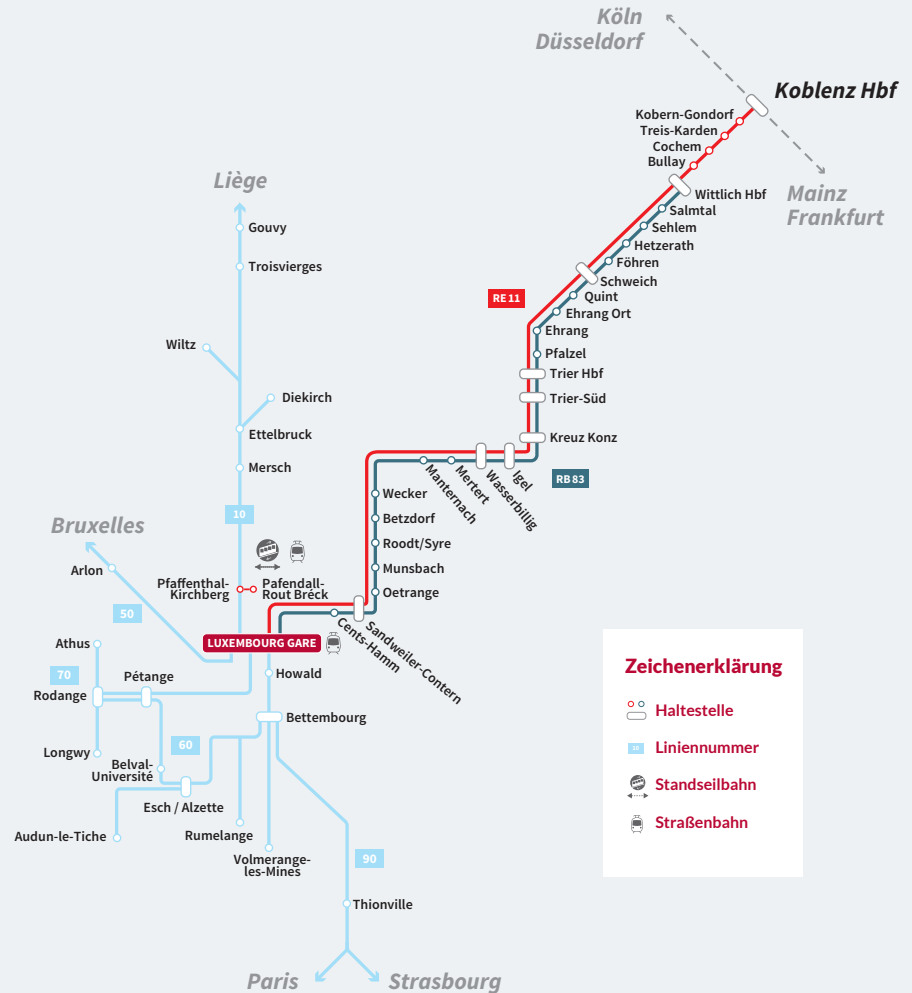 Köln
Düsseldorf
Koblenz Hbf
Kobern-Gondorf
Treis-Karden
Cochem
Bullay
Mainz
Frankfurt
Wittlich Hbf
Salmtal
Sehlem
Hetzerath
Föhren
Schweich
Quint
Ehrang Ort
Ehrang
Pfalzel
RE 11
Trier Hbf
Trier-Süd
Kreuz Konz
RB 83
Igel
Wasserbillig
Mertert
Manternach
Wecker
Betzdorf
Roodt/Syre
Munsbach
Oetrange
Sandweiler-Contern
Cents-Hamm
Liège
Gouvy
Troisvierges
Wiltz
Diekirch
Ettelbruck
Mersch
10
Bruxelles
Arlon
50
Pfaffenthal-
Kirchberg
Pafendall-
Rout Bréck
LUXEMBOURG GARE
Athus
70
Pétange
Rodange
Longwy
60
Belval-
Université
Esch / Alzette
Audun-le-Tiche
Howald
Bettembourg
Rumelange
Volmerange-
les-Mines
90
Thionville
Paris
Strasbourg
Zeichenerklärung
Haltestelle
10
Liniennummer
Standseilbahn
Straßenbahn